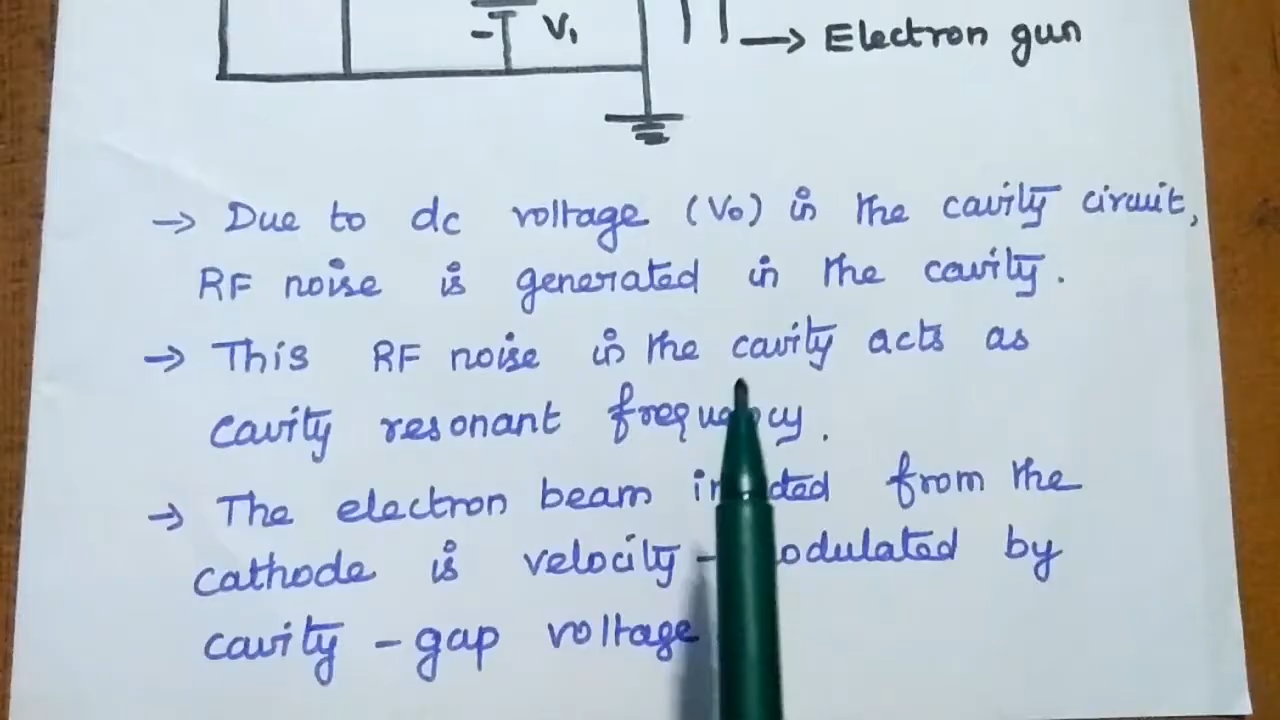 - V₁
→ Electron gun
→ Due to dc voltage (V₀) in the cavity circuit,
RF noise is generated in the cavity.
→ This RF noise in the cavity acts as
cavity resonant frequency.
→ The electron beam from the
cathode is velocity - modulated by
cavity - gap voltage